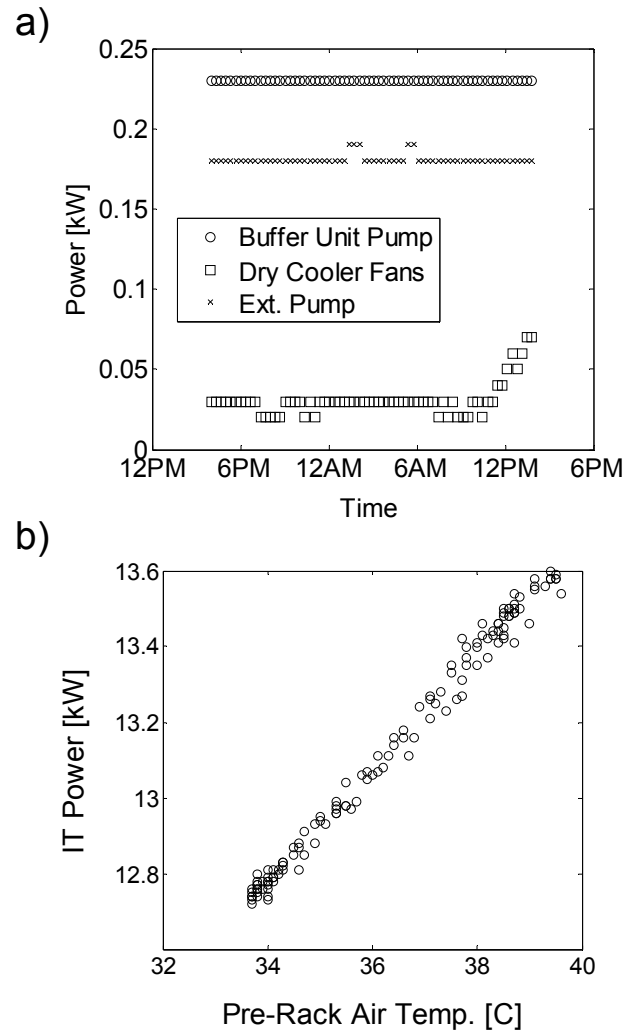 a)
0.25
0.2
0.15
0.1
0.05
0
Power [kW]
Buffer Unit Pump
Dry Cooler Fans
Ext. Pump
12PM 6PM 12AM 6AM 12PM 6PM
Time
b)
13.6
13.4
13.2
13
12.8
IT Power [kW]
32 34 36 38 40
Pre-Rack Air Temp. [C]